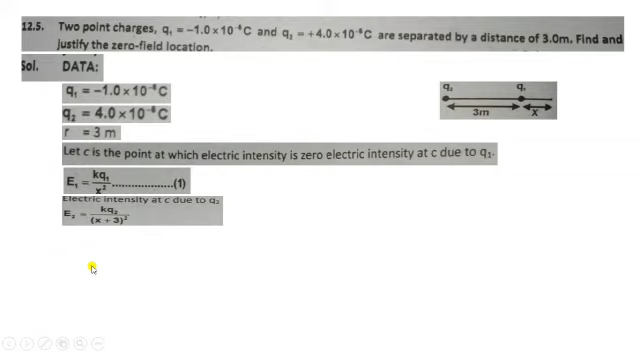 12.5. Two point charges, q₁ = −1.0 × 10⁻⁶C and q₂ = +4.0 × 10⁻⁶C are separated by a distance of 3.0m. Find and
justify the zero-field location.
Sol. DATA:
q₁ = −1.0 × 10⁻⁶C
q₂ = 4.0 × 10⁻⁶C
r = 3 m
q₂ q₁
3m x
Let c is the point at which electric intensity is zero electric intensity at c due to q₁.
E₁ = kq₁ / x² ....................(1)
Electric intensity at c due to q₂
E₂ = kq₂ / (x + 3)²